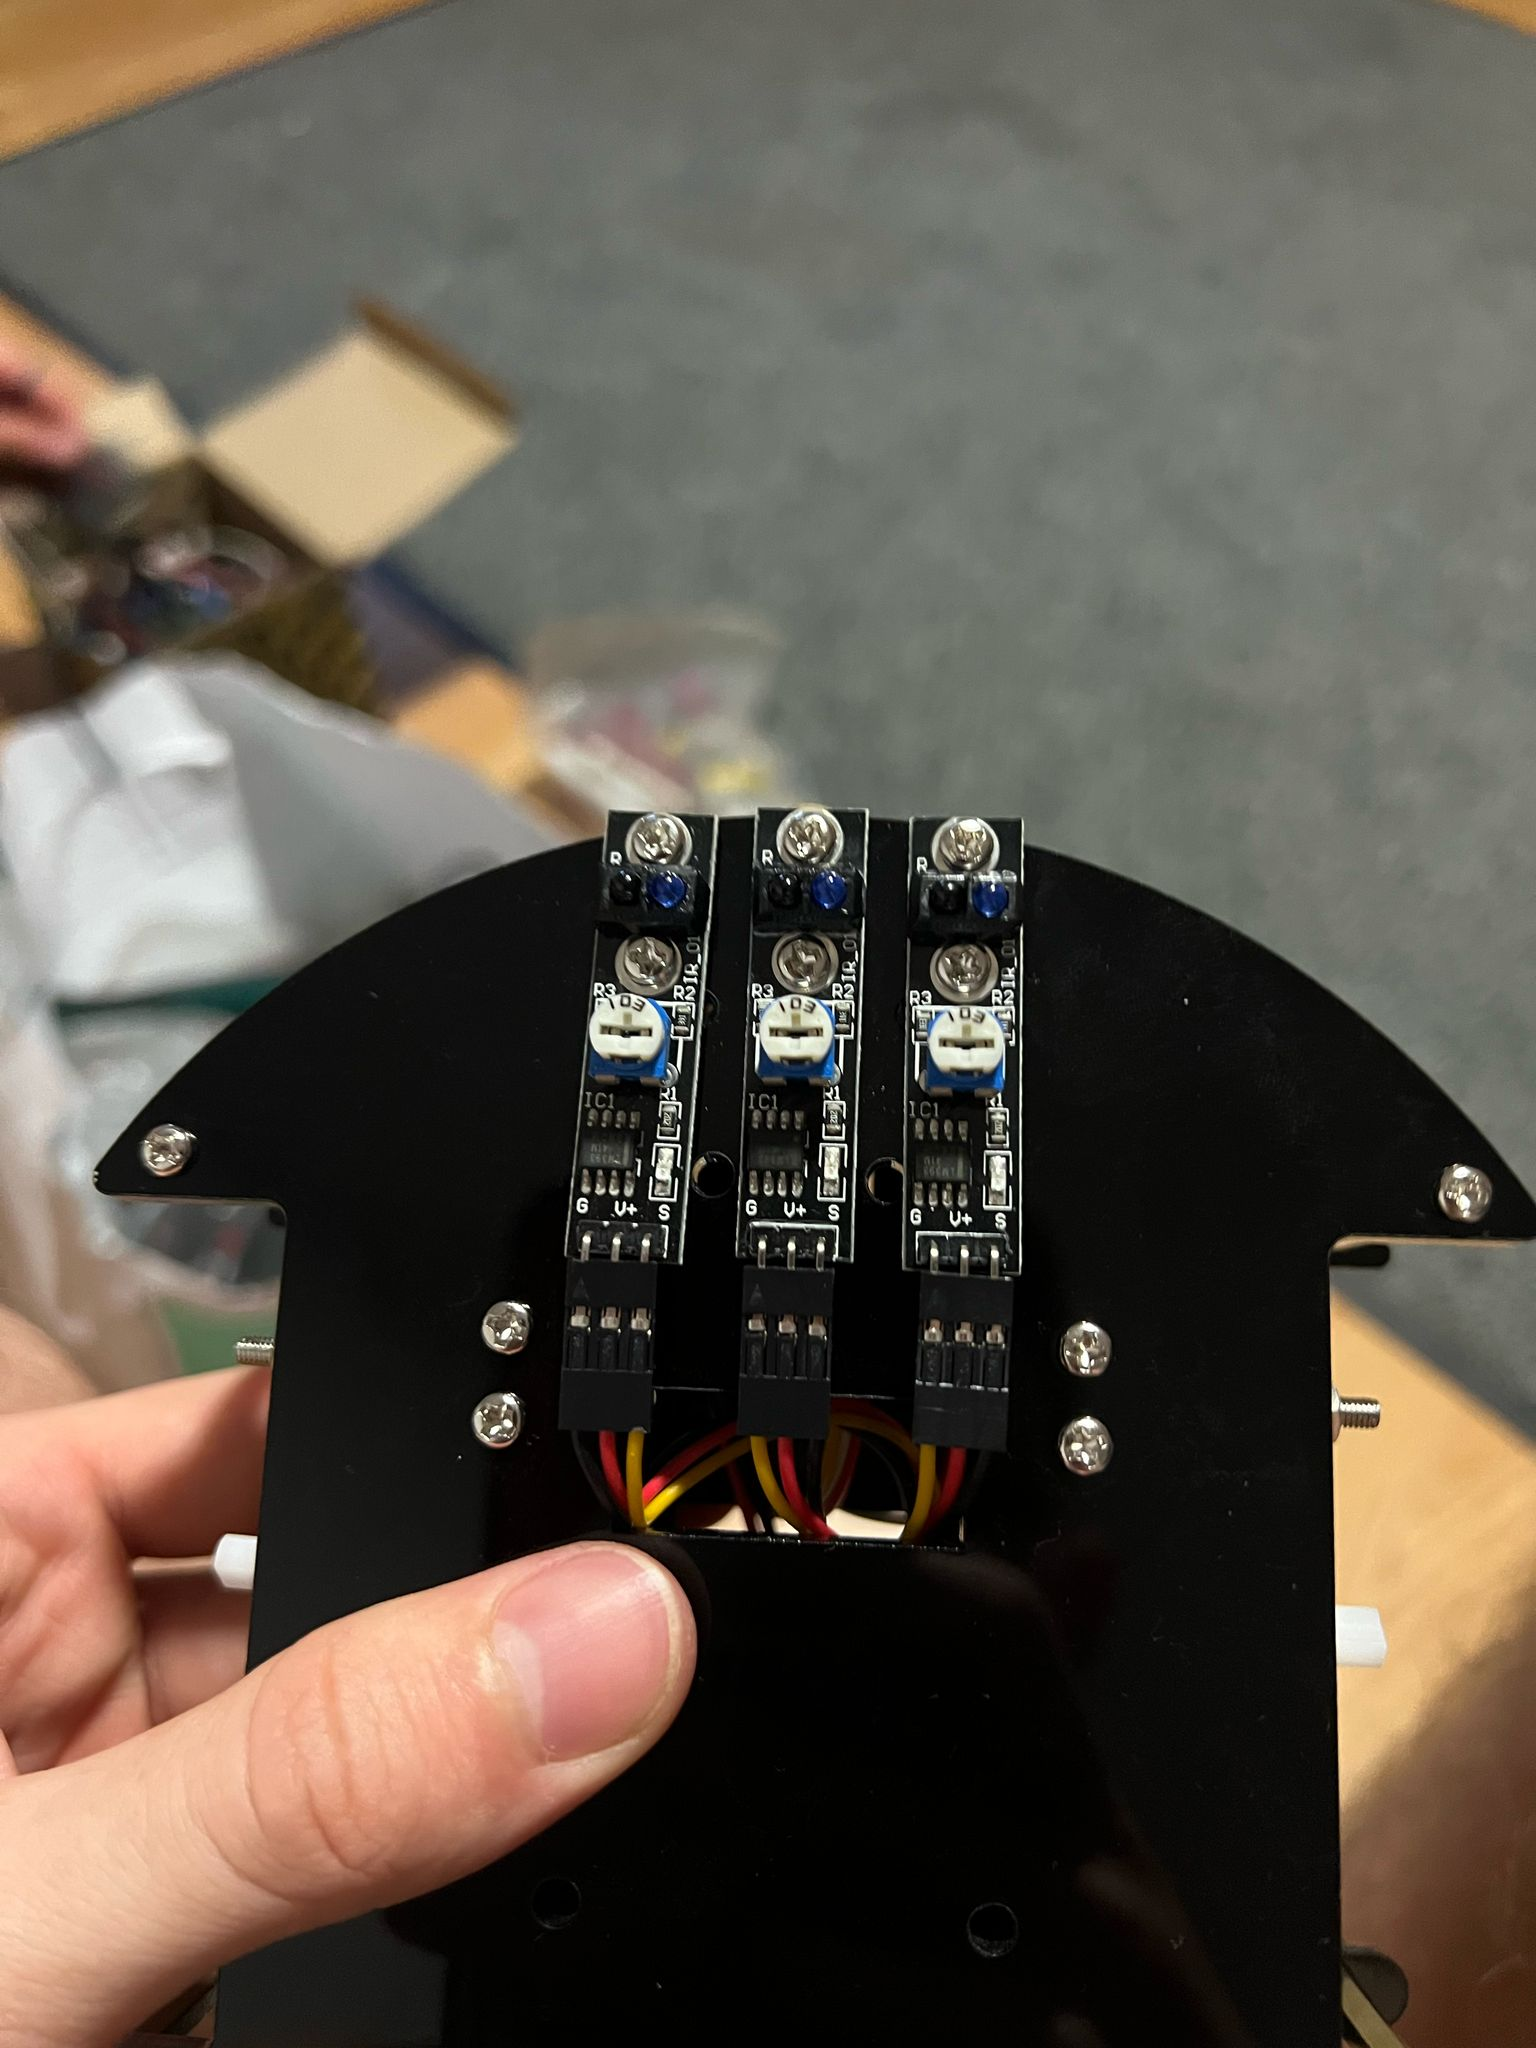 R
R
R
IR_01
IR_01
IR_01
R3 R2
R3 R2
R3 R2
103
103
103
R1
R1
R1
IC1
IC1
IC1
G V+ S
G V+ S
G V+ S